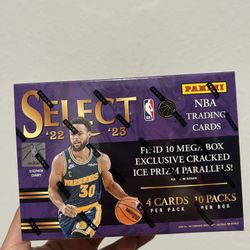 PANINI
SELECT
'22 '23
NBA
TRADING
CARDS
FIND 10 MEGA BOX
EXCLUSIVE CRACKED
ICE PRIZM PARALLELS!
4 CARDS
PER PACK
10 PACKS
PER BOX
STEPHEN
CURRY
WARRIORS
30